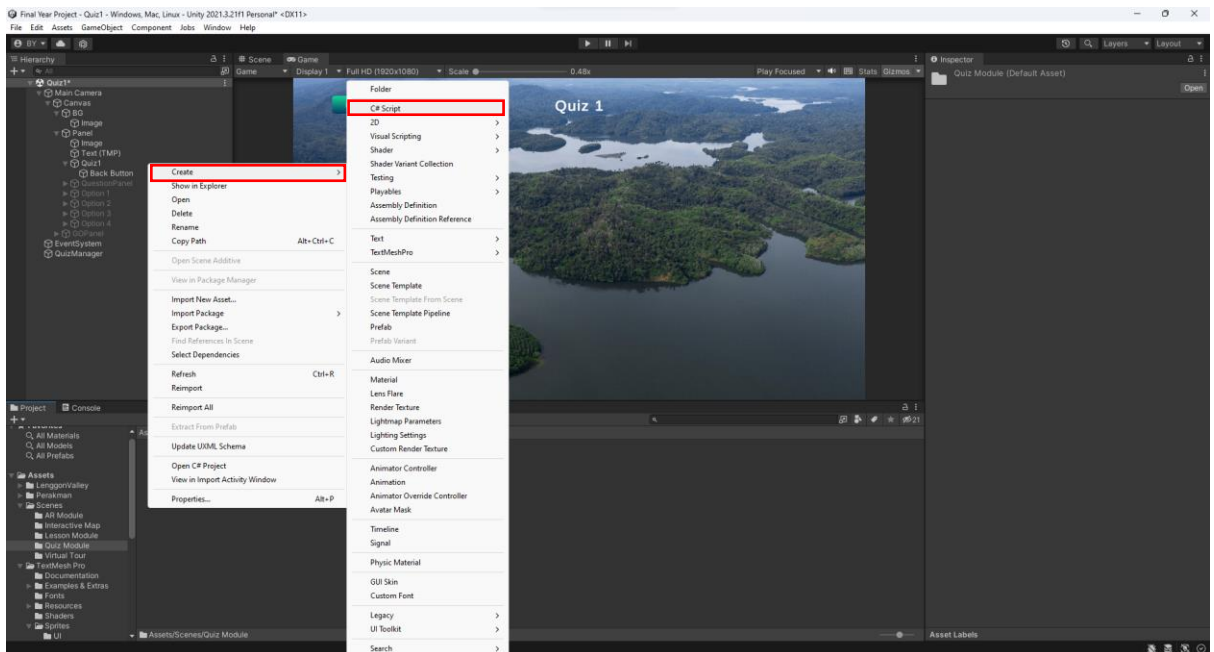 Final Year Project - Quiz1 - Windows, Mac, Linux - Unity 2021.3.21f1 Personal* <DX11>
File Edit Assets GameObject Component Jobs Window Help
BY
Layers Layout
Hierarchy
Scene Game
Inspector
All
Game Display 1 Full HD (1920x1080) Scale 0.48x Play Focused Stats Gizmos
Quiz Module (Default Asset)
Open
Quiz1*
Main Camera
Canvas
BG
Image
Panel
Image
Text (TMP)
Quiz1
Back Button
QuestionPanel
Option 1
Option 2
Option 3
Option 4
GOPanel
EventSystem
QuizManager
Quiz 1
Create
Show in Explorer
Open
Delete
Rename
Copy Path Alt+Ctrl+C
Open Scene Additive
View in Package Manager
Import New Asset...
Import Package
Export Package...
Find References In Scene
Select Dependencies
Refresh Ctrl+R
Reimport
Reimport All
Extract From Prefab
Update UXML Schema
Open C# Project
View in Import Activity Window
Properties... Alt+P
Folder
C# Script
2D
Visual Scripting
Shader
Shader Variant Collection
Testing
Playables
Assembly Definition
Assembly Definition Reference
Text
TextMeshPro
Scene
Scene Template
Scene Template From Scene
Scene Template Pipeline
Prefab
Prefab Variant
Audio Mixer
Material
Lens Flare
Render Texture
Lightmap Parameters
Lighting Settings
Custom Render Texture
Animator Controller
Animation
Animator Override Controller
Avatar Mask
Timeline
Signal
Physic Material
GUI Skin
Custom Font
Legacy
UI Toolkit
Search
Project Console
21
All Materials
All Models
All Prefabs
Assets
LenggonValley
Perakman
Scenes
AR Module
Interactive Map
Lesson Module
Quiz Module
Virtual Tour
TextMesh Pro
Documentation
Examples & Extras
Fonts
Resources
Shaders
Sprites
UI
Assets/Scenes/Quiz Module
Asset Labels